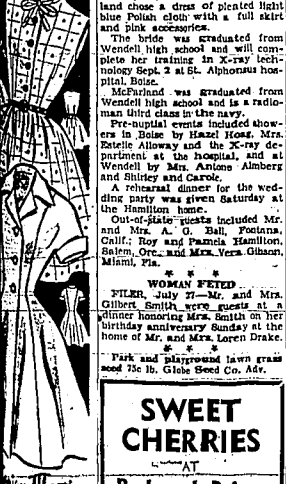 land chose a dress of pleated light
blue Polish cloth with a full skirt
and pink accessories.
The bride was graduated from
Wendell high school and will com-
plete her training in X-ray tech-
nology Sept. 2 at St. Alphonsus hos-
pital, Boise.
McFarland was graduated from
Wendell high school and is a radio-
man third class in the navy.
Pre-nuptial events included show-
ers in Boise by Hazel Hoag, Mrs.
Estelle Alloway and the X-ray de-
partment at the hospital, and at
Wendell by Mrs. Antone Almberg
and Shirley and Carole.
A rehearsal dinner for the wed-
ding party was given Saturday at
the Hamilton home.
Out-of-state guests included Mr.
and Mrs. A. G. Ball, Fontana,
Calif.; Roy and Pamela Hamilton,
Salem, Ore., and Mrs. Vera Gibson,
Miami, Fla.
* * *
WOMAN FETED
FILER, July 27—Mr. and Mrs.
Gilbert Smith were guests at a
dinner honoring Mrs. Smith on her
birthday anniversary Sunday at the
home of Mr. and Mrs. Loren Drake.
* * *
Park and playground lawn grass
seed 75c lb. Globe Seed Co. Adv.
SWEET
CHERRIES
AT